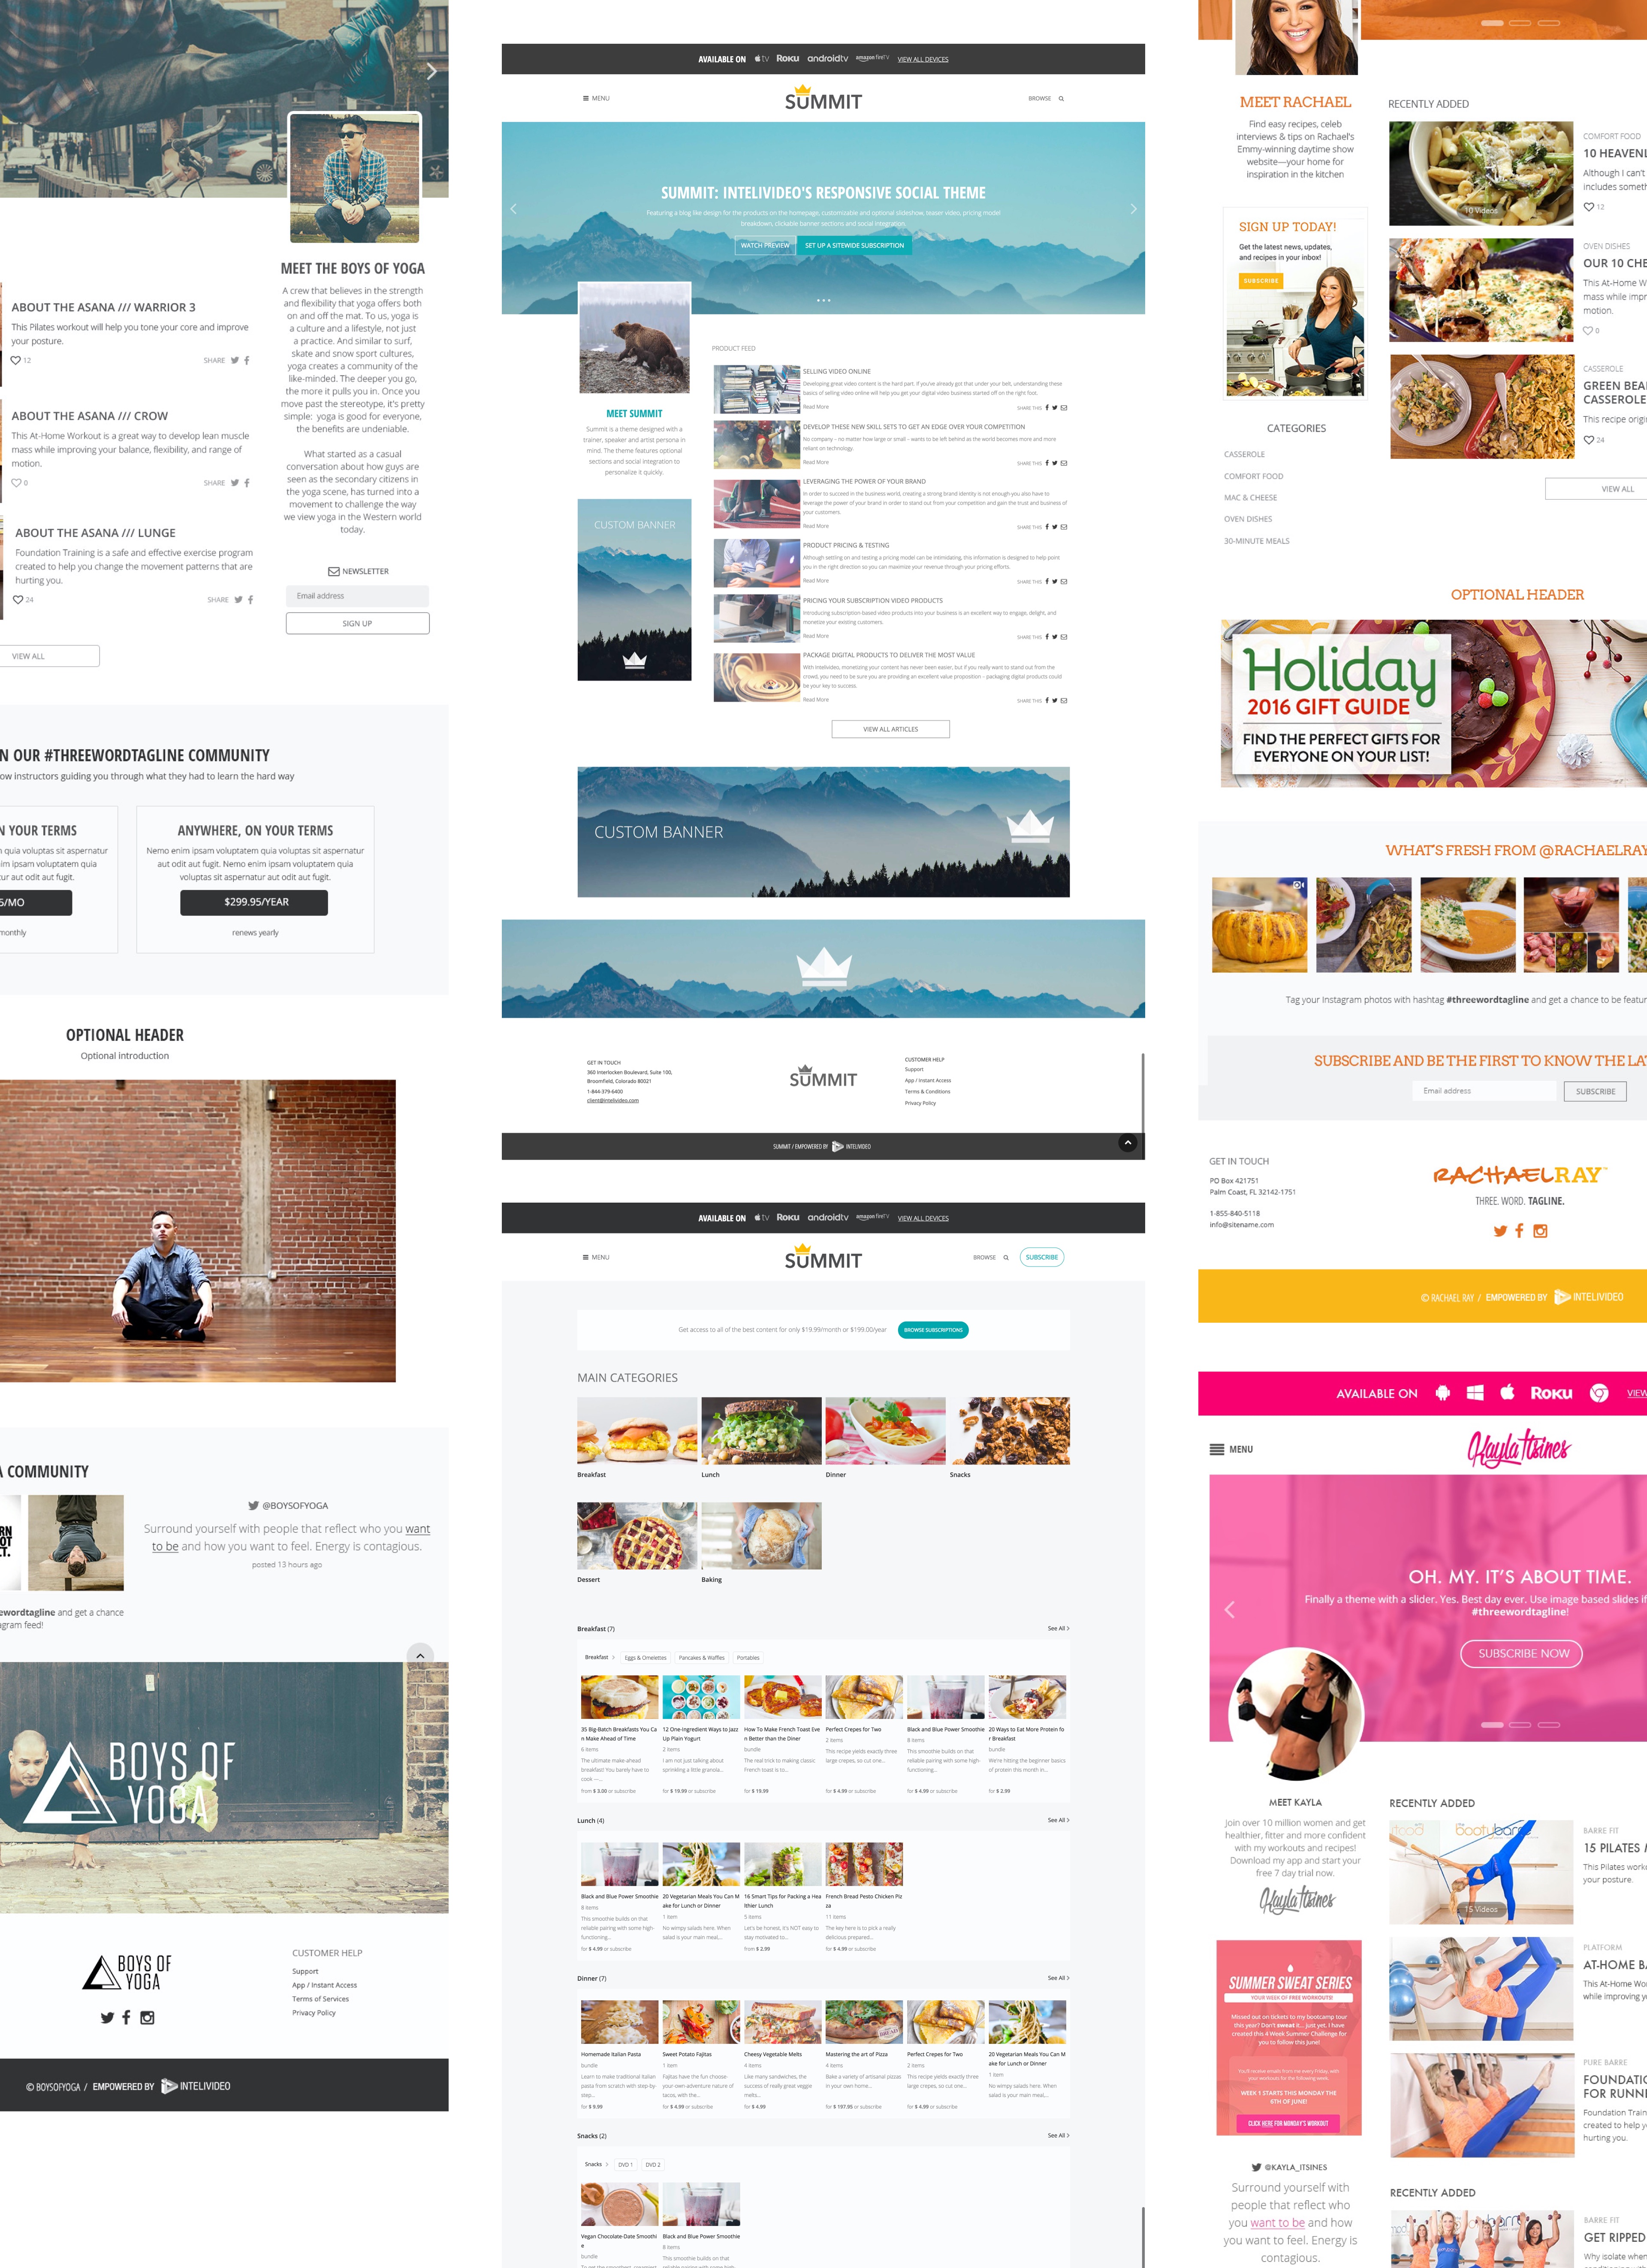 ABOUT THE ASANA /// WARRIOR 3
This Pilates workout will help you tone your core and improve
your posture.
12
SHARE
ABOUT THE ASANA /// CROW
This At-Home Workout is a great way to develop lean muscle
mass while improving your balance, flexibility, and range of
motion.
0
SHARE
ABOUT THE ASANA /// LUNGE
Foundation Training is a safe and effective exercise program
created to help you change the movement patterns that are
hurting you.
24
SHARE
VIEW ALL
MEET THE BOYS OF YOGA
A crew that believes in the strength
and flexibility that yoga offers both
on and off the mat. To us, yoga is
a culture and a lifestyle, not just
a practice. And similar to surf,
skate and snow sport cultures,
yoga creates a community of the
like-minded. The deeper you go,
the more it pulls you in. Once you
move past the stereotype, it's pretty
simple: yoga is good for everyone,
the benefits are undeniable.
What started as a casual
conversation about how guys are
seen as the secondary citizens in
the yoga scene, has turned into a
movement to challenge the way
we view yoga in the Western world
today.
NEWSLETTER
Email address
SIGN UP
N OUR #THREEWORDTAGLINE COMMUNITY
ow instructors guiding you through what they had to learn the hard way
N YOUR TERMS
quia voluptas sit aspernatur
im ipsam voluptatem quia
ur aut odit aut fugit.
5/MO
monthly
ANYWHERE, ON YOUR TERMS
Nemo enim ipsam voluptatem quia voluptas sit aspernatur
aut odit aut fugit. Nemo enim ipsam voluptatem quia
voluptas sit aspernatur aut odit aut fugit.
$299.95/YEAR
renews yearly
OPTIONAL HEADER
Optional introduction
A COMMUNITY
@BOYSOFYOGA
Surround yourself with people that reflect who you want
to be and how you want to feel. Energy is contagious.
posted 13 hours ago
ewordtagline and get a chance
agram feed!
BOYS OF
YOGA
BOYS OF
YOGA
CUSTOMER HELP
Support
App / Instant Access
Terms of Services
Privacy Policy
© BOYSOFYOGA / EMPOWERED BY INTELIVIDEO
AVAILABLE ON tv ROKU androidtv amazon fireTV VIEW ALL DEVICES
MENU
SUMMIT
BROWSE
SUMMIT: INTELIVIDEO'S RESPONSIVE SOCIAL THEME
Featuring a blog like design for the products on the homepage, customizable and optional slideshow, teaser video, pricing model
breakdown, clickable banner sections and social integration.
WATCH PREVIEW
SET UP A SITEWIDE SUBSCRIPTION
MEET SUMMIT
Summit is a theme designed with a
trainer, speaker and artist persona in
mind. The theme features optional
sections and social integration to
personalize it quickly.
CUSTOM BANNER
PRODUCT FEED
SELLING VIDEO ONLINE
Developing great video content is the hard part. If you've already got that under your belt, understanding these
basics of selling video online will help you get your digital video business started off on the right foot.
Read More
SHARE THIS
DEVELOP THESE NEW SKILL SETS TO GET AN EDGE OVER YOUR COMPETITION
No company – no matter how large or small – wants to be left behind as the world becomes more and more
reliant on technology.
Read More
SHARE THIS
LEVERAGING THE POWER OF YOUR BRAND
In order to succeed in the business world, creating a strong brand identity is not enough you also have to
leverage the power of your brand in order to stand out from your competition and gain the trust and business of
your customers.
Read More
SHARE THIS
PRODUCT PRICING & TESTING
Although settling on and testing a pricing model can be intimidating, this information is designed to help point
you in the right direction so you can maximize your revenue through your pricing efforts.
Read More
SHARE THIS
PRICING YOUR SUBSCRIPTION VIDEO PRODUCTS
Introducing subscription-based video products into your business is an excellent way to engage, delight, and
monetize your existing customers.
Read More
SHARE THIS
PACKAGE DIGITAL PRODUCTS TO DELIVER THE MOST VALUE
With Intelivideo, monetizing your content has never been easier, but if you really want to stand out from the
crowd, you need to be sure you are providing an excellent value proposition – packaging digital products could
be your key to success.
Read More
SHARE THIS
VIEW ALL ARTICLES
CUSTOM BANNER
GET IN TOUCH
360 Interlocken Boulevard, Suite 100,
Broomfield, Colorado 80021
1-844-379-6400
client@intelivideo.com
SUMMIT
CUSTOMER HELP
Support
App / Instant Access
Terms & Conditions
Privacy Policy
SUMMIT / EMPOWERED BY INTELIVIDEO
AVAILABLE ON tv ROKU androidtv amazon fireTV VIEW ALL DEVICES
MENU
SUMMIT
BROWSE
SUBSCRIBE
Get access to all of the best content for only $19.99/month or $199.00/year
BROWSE SUBSCRIPTIONS
MAIN CATEGORIES
Breakfast
Lunch
Dinner
Snacks
Dessert
Baking
Breakfast (7)
See All >
Breakfast > Eggs & Omelettes Pancakes & Waffles Portables
35 Big-Batch Breakfasts You Ca
n Make Ahead of Time
6 items
The ultimate make-ahead
breakfast! You barely have to
cook —...
from $ 3.00 or subscribe
12 One-Ingredient Ways to Jazz
Up Plain Yogurt
2 items
I am not just talking about
sprinkling a little granola...
for $ 19.99 or subscribe
How To Make French Toast Eve
n Better than the Diner
bundle
The real trick to making classic
French toast is to...
for $ 19.99
Perfect Crepes for Two
2 items
This recipe yields exactly three
large crepes, so cut one...
for $ 4.99 or subscribe
Black and Blue Power Smoothie
8 items
This smoothie builds on that
reliable pairing with some high-
functioning...
for $ 4.99 or subscribe
20 Ways to Eat More Protein fo
r Breakfast
bundle
We're hitting the beginner basics
of protein this month in...
for $ 2.99
Lunch (4)
See All >
Black and Blue Power Smoothie
8 items
This smoothie builds on that
reliable pairing with some high-
functioning...
for $ 4.99 or subscribe
20 Vegetarian Meals You Can M
ake for Lunch or Dinner
1 item
No wimpy salads here. When
salad is your main meal,...
16 Smart Tips for Packing a Hea
lthier Lunch
5 items
Let's be honest, it's NOT easy to
stay motivated to...
from $ 2.99
French Bread Pesto Chicken Piz
za
11 items
The key here is to pick a really
delicious prepared...
for $ 4.99 or subscribe
Dinner (7)
See All >
Homemade Italian Pasta
bundle
Learn to make traditional Italian
pasta from scratch with step-by-
step...
for $ 9.99
Sweet Potato Fajitas
1 item
Fajitas have the fun choose-
your-own-adventure nature of
tacos, with the...
for $ 4.99 or subscribe
Cheesy Vegetable Melts
4 items
Like many sandwiches, the
success of really great veggie
melts...
for $ 4.99
Mastering the art of Pizza
4 items
Bake a variety of artisanal pizzas
in your own home...
for $ 197.95 or subscribe
Perfect Crepes for Two
2 items
This recipe yields exactly three
large crepes, so cut one...
for $ 4.99 or subscribe
20 Vegetarian Meals You Can M
ake for Lunch or Dinner
1 item
No wimpy salads here. When
salad is your main meal,...
Snacks (2)
See All >
Snacks > DVD 1 DVD 2
Vegan Chocolate-Date Smoothi
e
bundle
Black and Blue Power Smoothie
8 items
This smoothie builds on that
MEET RACHAEL
Find easy recipes, celeb
interviews & tips on Rachael's
Emmy-winning daytime show
website—your home for
inspiration in the kitchen
SIGN UP TODAY!
Get the latest news, updates,
and recipes in your inbox!
SUBSCRIBE
CATEGORIES
CASSEROLE
COMFORT FOOD
MAC & CHEESE
OVEN DISHES
30-MINUTE MEALS
RECENTLY ADDED
10 Videos
COMFORT FOOD
10 HEAVENL
Although I can't
includes someth
12
OVEN DISHES
OUR 10 CHE
This At-Home W
mass while impr
motion.
0
CASSEROLE
GREEN BEA
CASSEROLE
This recipe origi
24
VIEW ALL
OPTIONAL HEADER
Holiday
2016 GIFT GUIDE
FIND THE PERFECT GIFTS FOR
EVERYONE ON YOUR LIST!
WHAT'S FRESH FROM @RACHAELRAY
Tag your Instagram photos with hashtag #threewordtagline and get a chance to be featur
SUBSCRIBE AND BE THE FIRST TO KNOW THE LAT
Email address
SUBSCRIBE
GET IN TOUCH
PO Box 421751
Palm Coast, FL 32142-1751
1-855-840-5118
info@sitename.com
RACHAELRAY
THREE. WORD. TAGLINE.
© RACHAEL RAY / EMPOWERED BY INTELIVIDEO
AVAILABLE ON ROKU VIEW
MENU
Kayla Itsines
OH. MY. IT'S ABOUT TIME.
Finally a theme with a slider. Yes. Best day ever. Use image based slides if
#threewordtagline!
SUBSCRIBE NOW
MEET KAYLA
Join over 10 million women and get
healthier, fitter and more confident
with my workouts and recipes!
Download my app and start your
free 7 day trial now.
Kayla Itsines
SUMMER SWEAT SERIES
YOUR WEEK OF FREE WORKOUTS!
Missed out on tickets to my bootcamp tour
this year? Don't sweat it... just yet. I have
created this 4 Week Summer Challenge for
you to follow this June!
You'll receive emails from me every Friday, with
your workouts for the following week.
WEEK 1 STARTS THIS MONDAY THE
6TH OF JUNE!
CLICK HERE FOR MONDAY'S WORKOUT
@KAYLA_ITSINES
Surround yourself with
people that reflect who
you want to be and how
you want to feel. Energy is
contagious.
RECENTLY ADDED
bootybarre
15 Videos
BARRE FIT
15 PILATES
This Pilates work
your posture.
PLATFORM
AT-HOME BA
This At-Home Wo
while improving y
PURE BARRE
FOUNDATIO
FOR RUNN
Foundation Train
created to help y
hurting you.
RECENTLY ADDED
BARRE FIT
GET RIPPED
Why isolate when